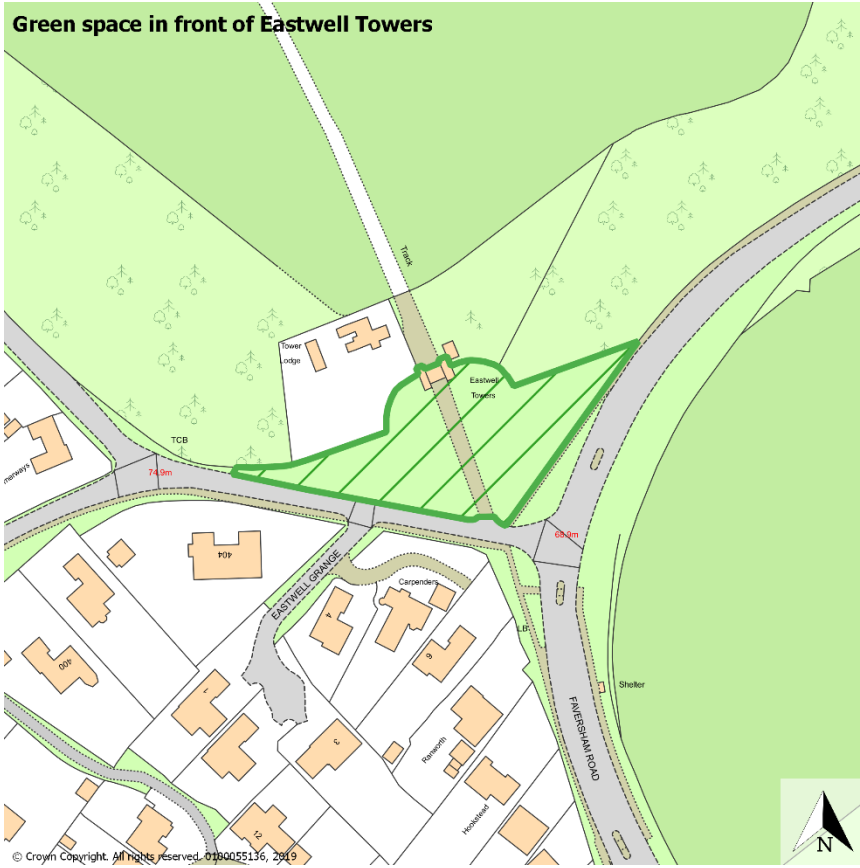 Green space in front of Eastwell Towers
Track
Tower
Lodge
Eastwell
Towers
TCB
74.9m
merways
68.9m
404
EASTWELL GRANGE
Carpenders
4
6
LB
400
Shelter
1
3
FAVERSHAM ROAD
Ranworth
Hookstead
12
N
© Crown Copyright. All rights reserved. 0100055136, 2019